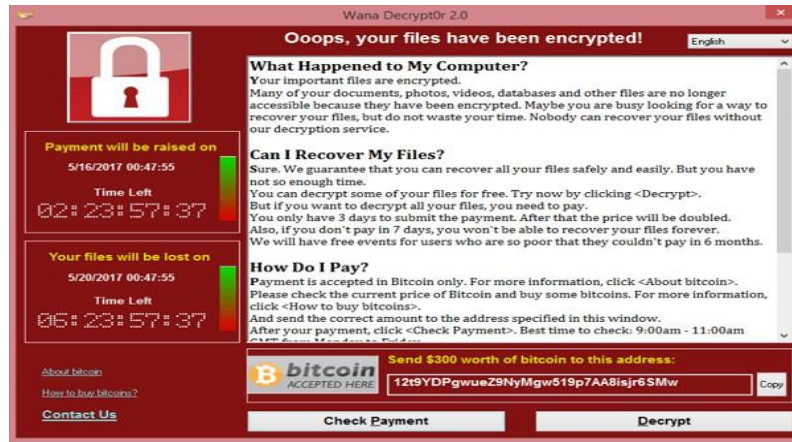 Wana Decrypt0r 2.0
Ooops, your files have been encrypted!
English
What Happened to My Computer?
Your important files are encrypted.
Many of your documents, photos, videos, databases and other files are no longer
accessible because they have been encrypted. Maybe you are busy looking for a way to
recover your files, but do not waste your time. Nobody can recover your files without
our decryption service.
Can I Recover My Files?
Sure. We guarantee that you can recover all your files safely and easily. But you have
not so enough time.
You can decrypt some of your files for free. Try now by clicking <Decrypt>.
But if you want to decrypt all your files, you need to pay.
You only have 3 days to submit the payment. After that the price will be doubled.
Also, if you don't pay in 7 days, you won't be able to recover your files forever.
We will have free events for users who are so poor that they couldn't pay in 6 months.
How Do I Pay?
Payment is accepted in Bitcoin only. For more information, click <About bitcoin>.
Please check the current price of Bitcoin and buy some bitcoins. For more information,
click <How to buy bitcoins>.
And send the correct amount to the address specified in this window.
After your payment, click <Check Payment>. Best time to check: 9:00am - 11:00am
GMT from Monday to Friday.
Payment will be raised on
5/16/2017 00:47:55
Time Left
02:23:57:37
Your files will be lost on
5/20/2017 00:47:55
Time Left
06:23:57:37
About bitcoin
How to buy bitcoins?
Contact Us
bitcoin
ACCEPTED HERE
Send $300 worth of bitcoin to this address:
12t9YDPgwueZ9NyMgw519p7AA8isjr6SMw
Copy
Check Payment
Decrypt